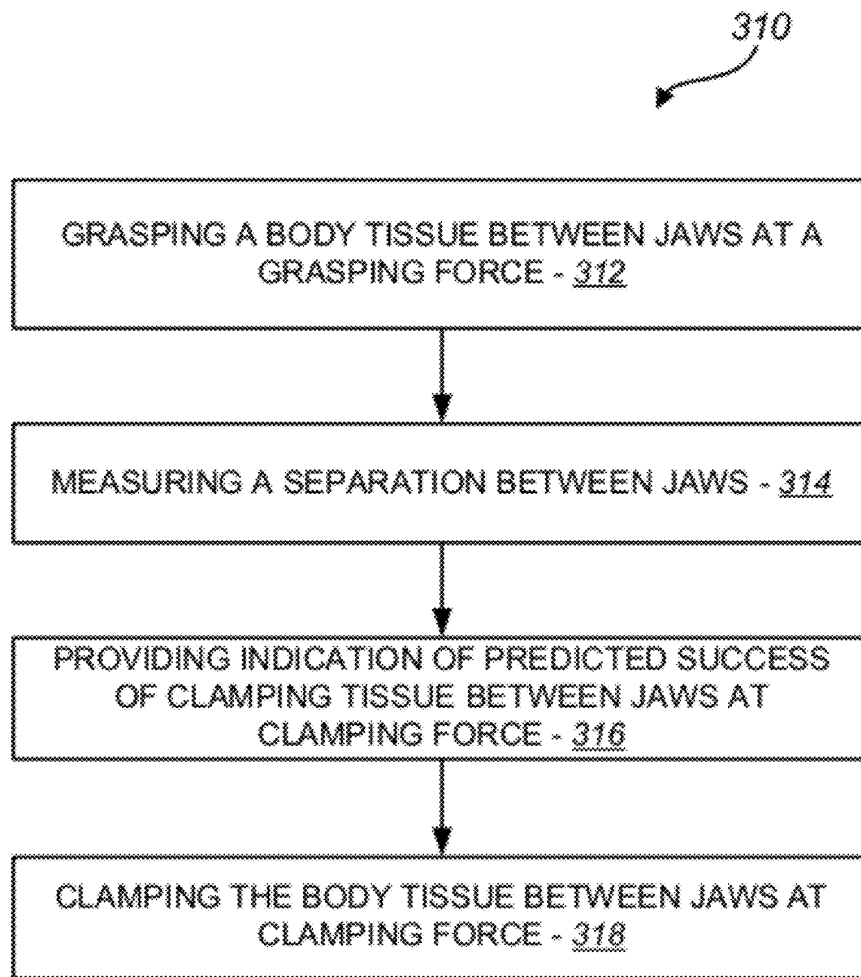 310
GRASPING A BODY TISSUE BETWEEN JAWS AT A
GRASPING FORCE - 312
MEASURING A SEPARATION BETWEEN JAWS - 314
PROVIDING INDICATION OF PREDICTED SUCCESS
OF CLAMPING TISSUE BETWEEN JAWS AT
CLAMPING FORCE - 316
CLAMPING THE BODY TISSUE BETWEEN JAWS AT
CLAMPING FORCE - 318